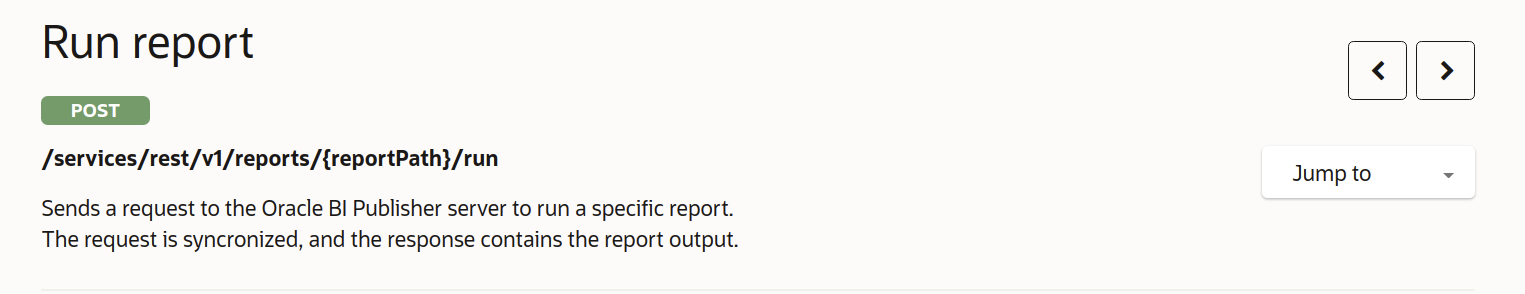 Run report
POST
/services/rest/v1/reports/{reportPath}/run
Jump to
Sends a request to the Oracle BI Publisher server to run a specific report.
The request is syncronized, and the response contains the report output.